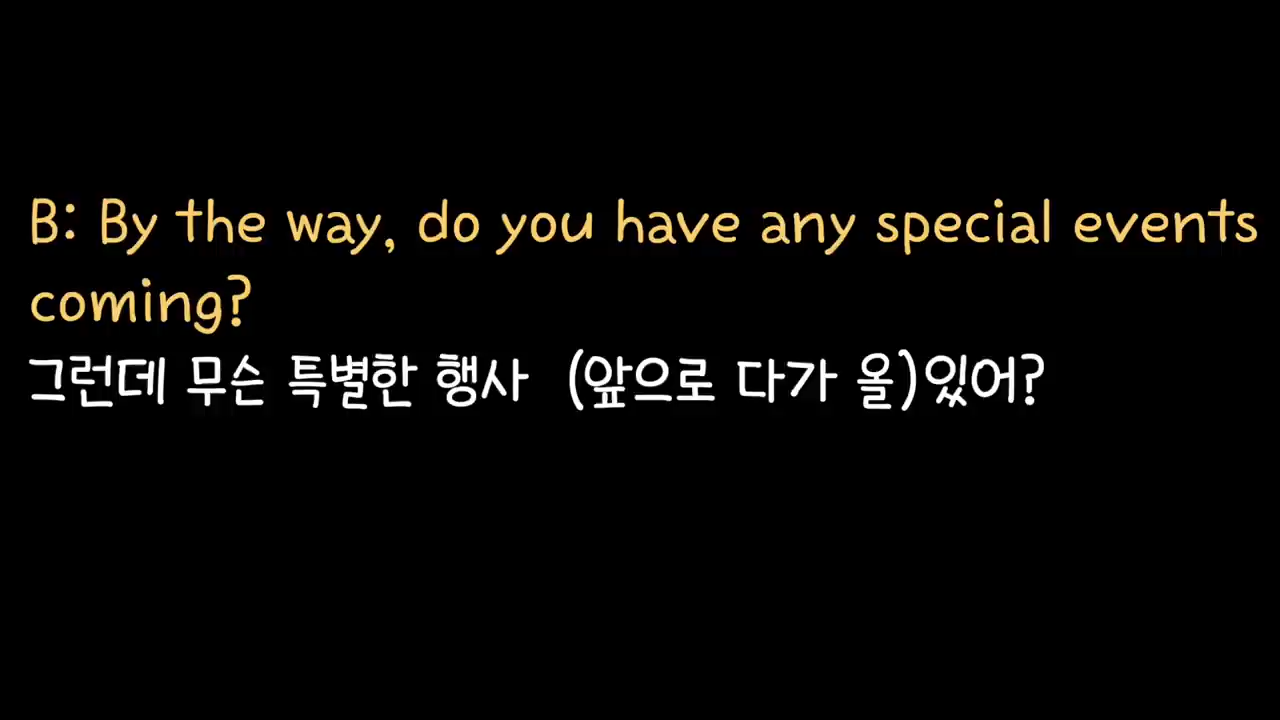 B: By the way, do you have any special events
coming?
그런데 무슨 특별한 행사 (앞으로 다가 올)있어?